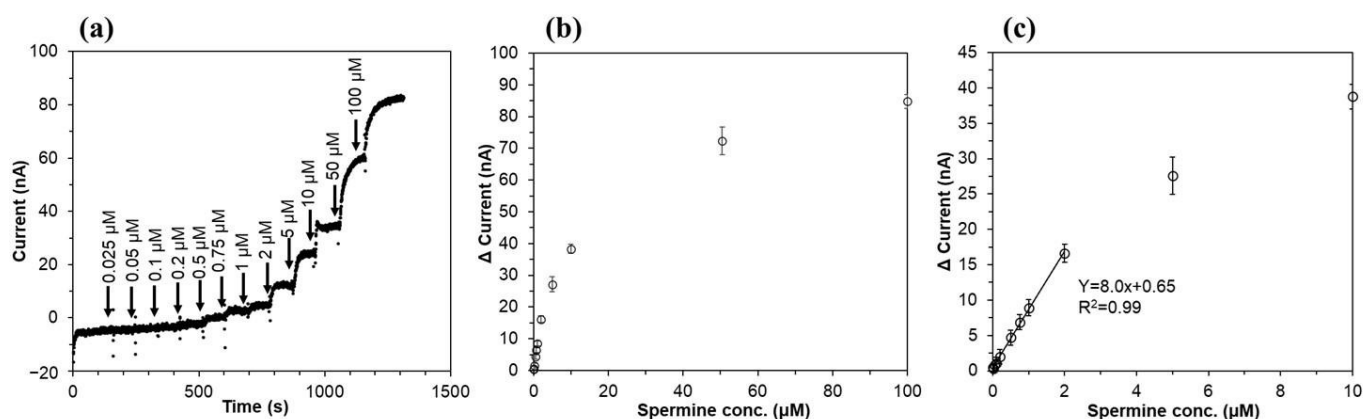 (a)
100
80
60
40
20
0
−20
Current (nA)
0.025 µM
0.05 µM
0.1 µM
0.2 µM
0.5 µM
0.75 µM
1 µM
2 µM
5 µM
10 µM
50 µM
100 µM
0
500
1000
1500
Time (s)
(b)
100
90
80
70
60
50
40
30
20
10
0
Δ Current (nA)
0
20
40
60
80
100
Spermine conc. (µM)
(c)
45
40
35
30
25
20
15
10
5
0
Δ Current (nA)
Y=8.0x+0.65
R²=0.99
0
2
4
6
8
10
Spermine conc. (µM)